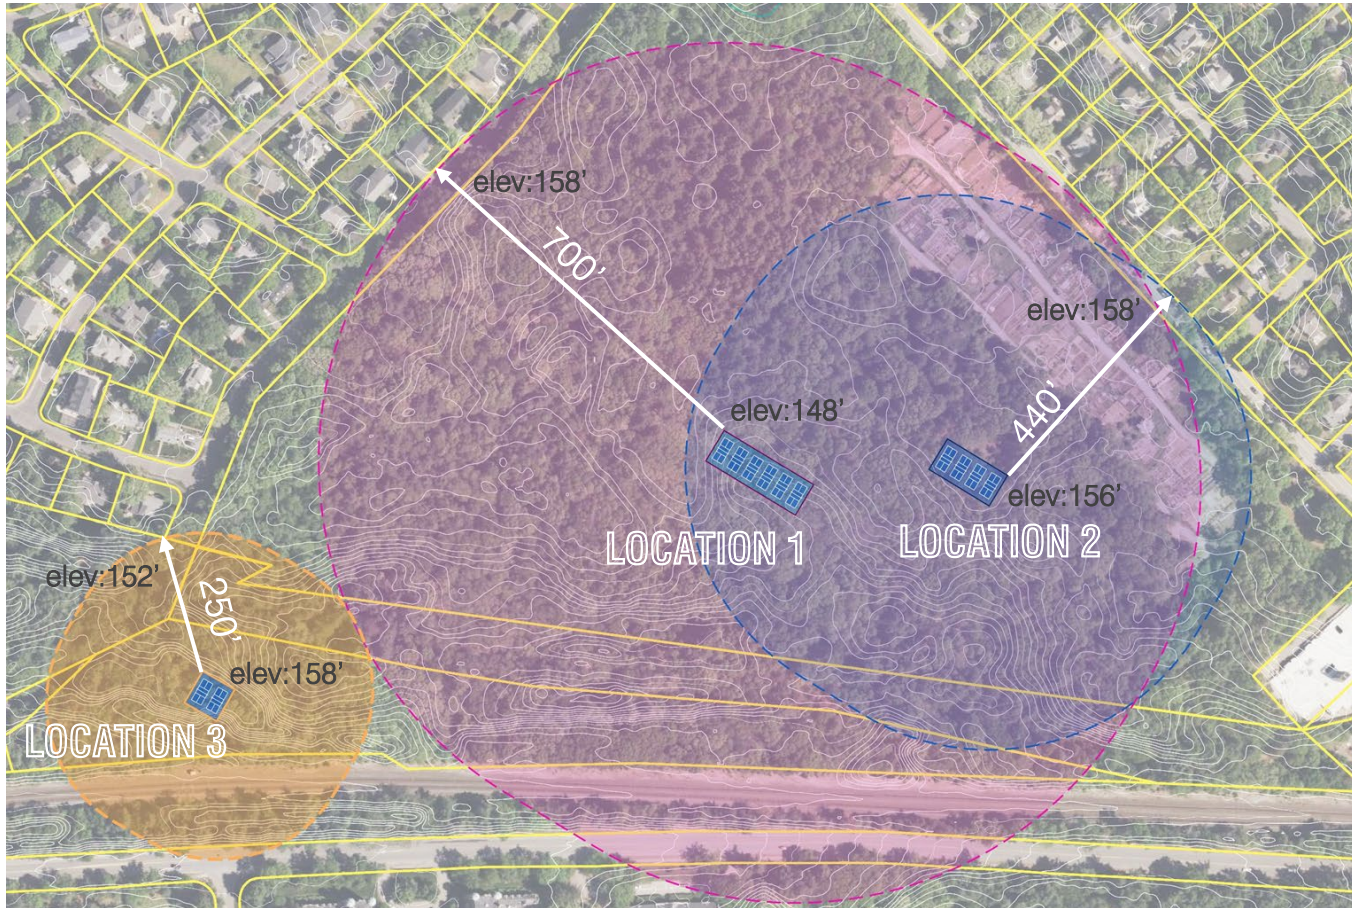 elev:158’
700’
elev:158’
elev:148’
440’
elev:156’
LOCATION 1
LOCATION 2
elev:152’
250’
elev:158’
LOCATION 3